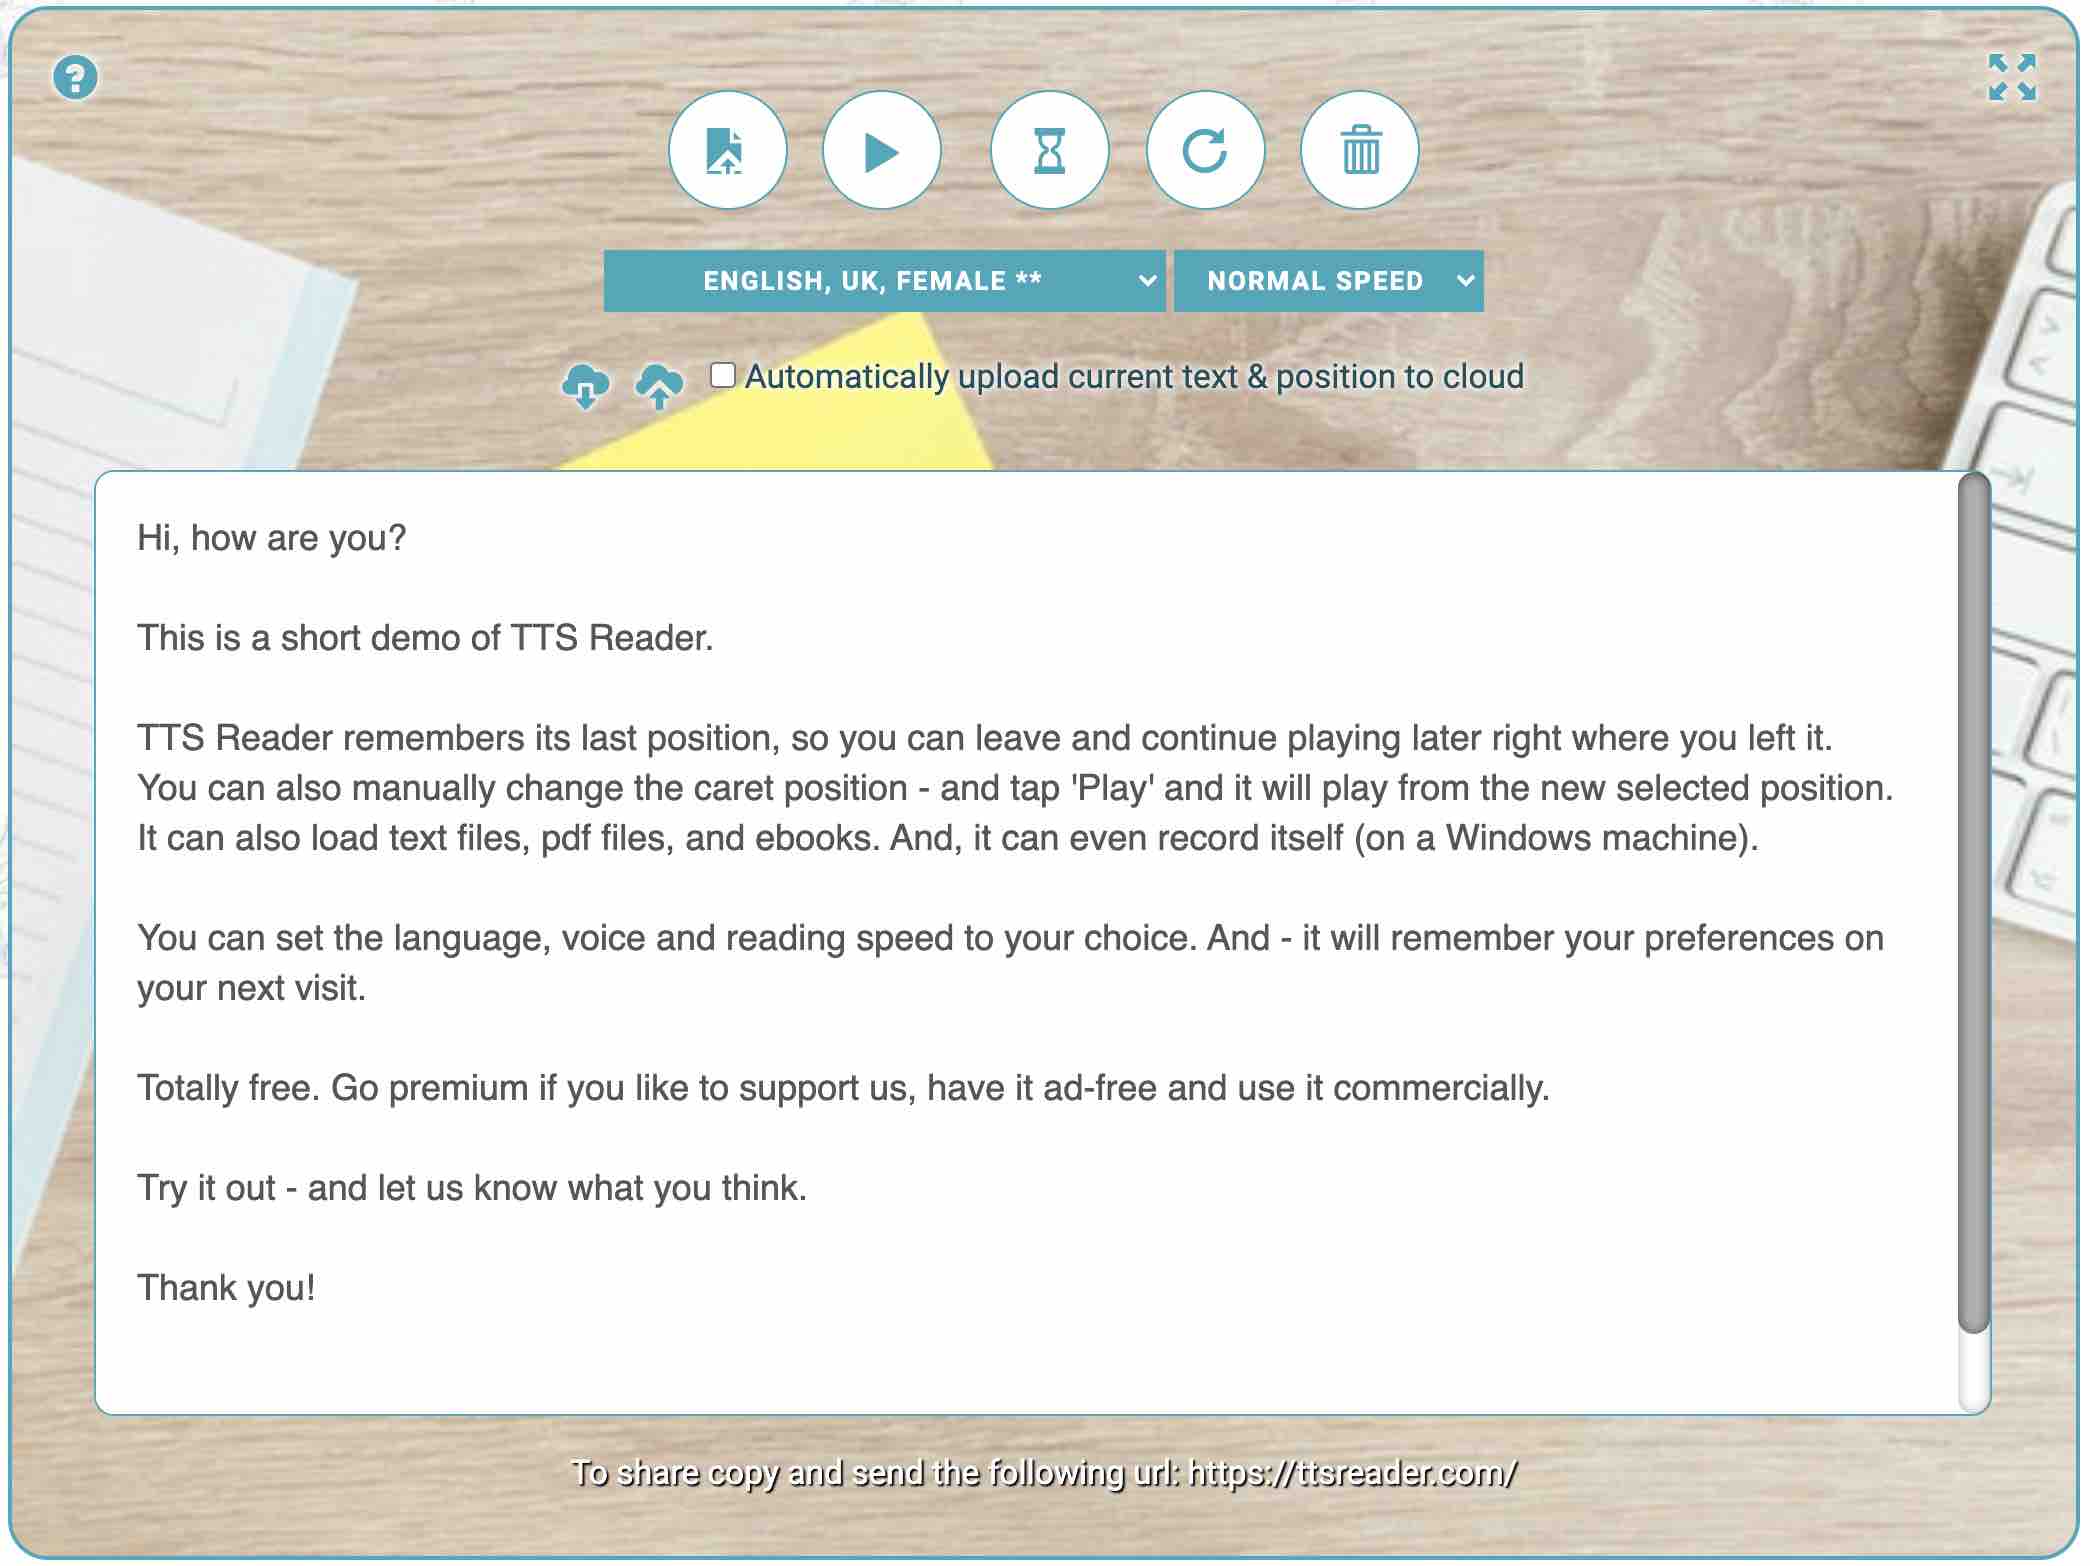 ENGLISH, UK, FEMALE **
NORMAL SPEED
Automatically upload current text & position to cloud
Hi, how are you?
This is a short demo of TTS Reader.
TTS Reader remembers its last position, so you can leave and continue playing later right where you left it.
You can also manually change the caret position - and tap 'Play' and it will play from the new selected position.
It can also load text files, pdf files, and ebooks. And, it can even record itself (on a Windows machine).
You can set the language, voice and reading speed to your choice. And - it will remember your preferences on
your next visit.
Totally free. Go premium if you like to support us, have it ad-free and use it commercially.
Try it out - and let us know what you think.
Thank you!
To share copy and send the following url: https://ttsreader.com/